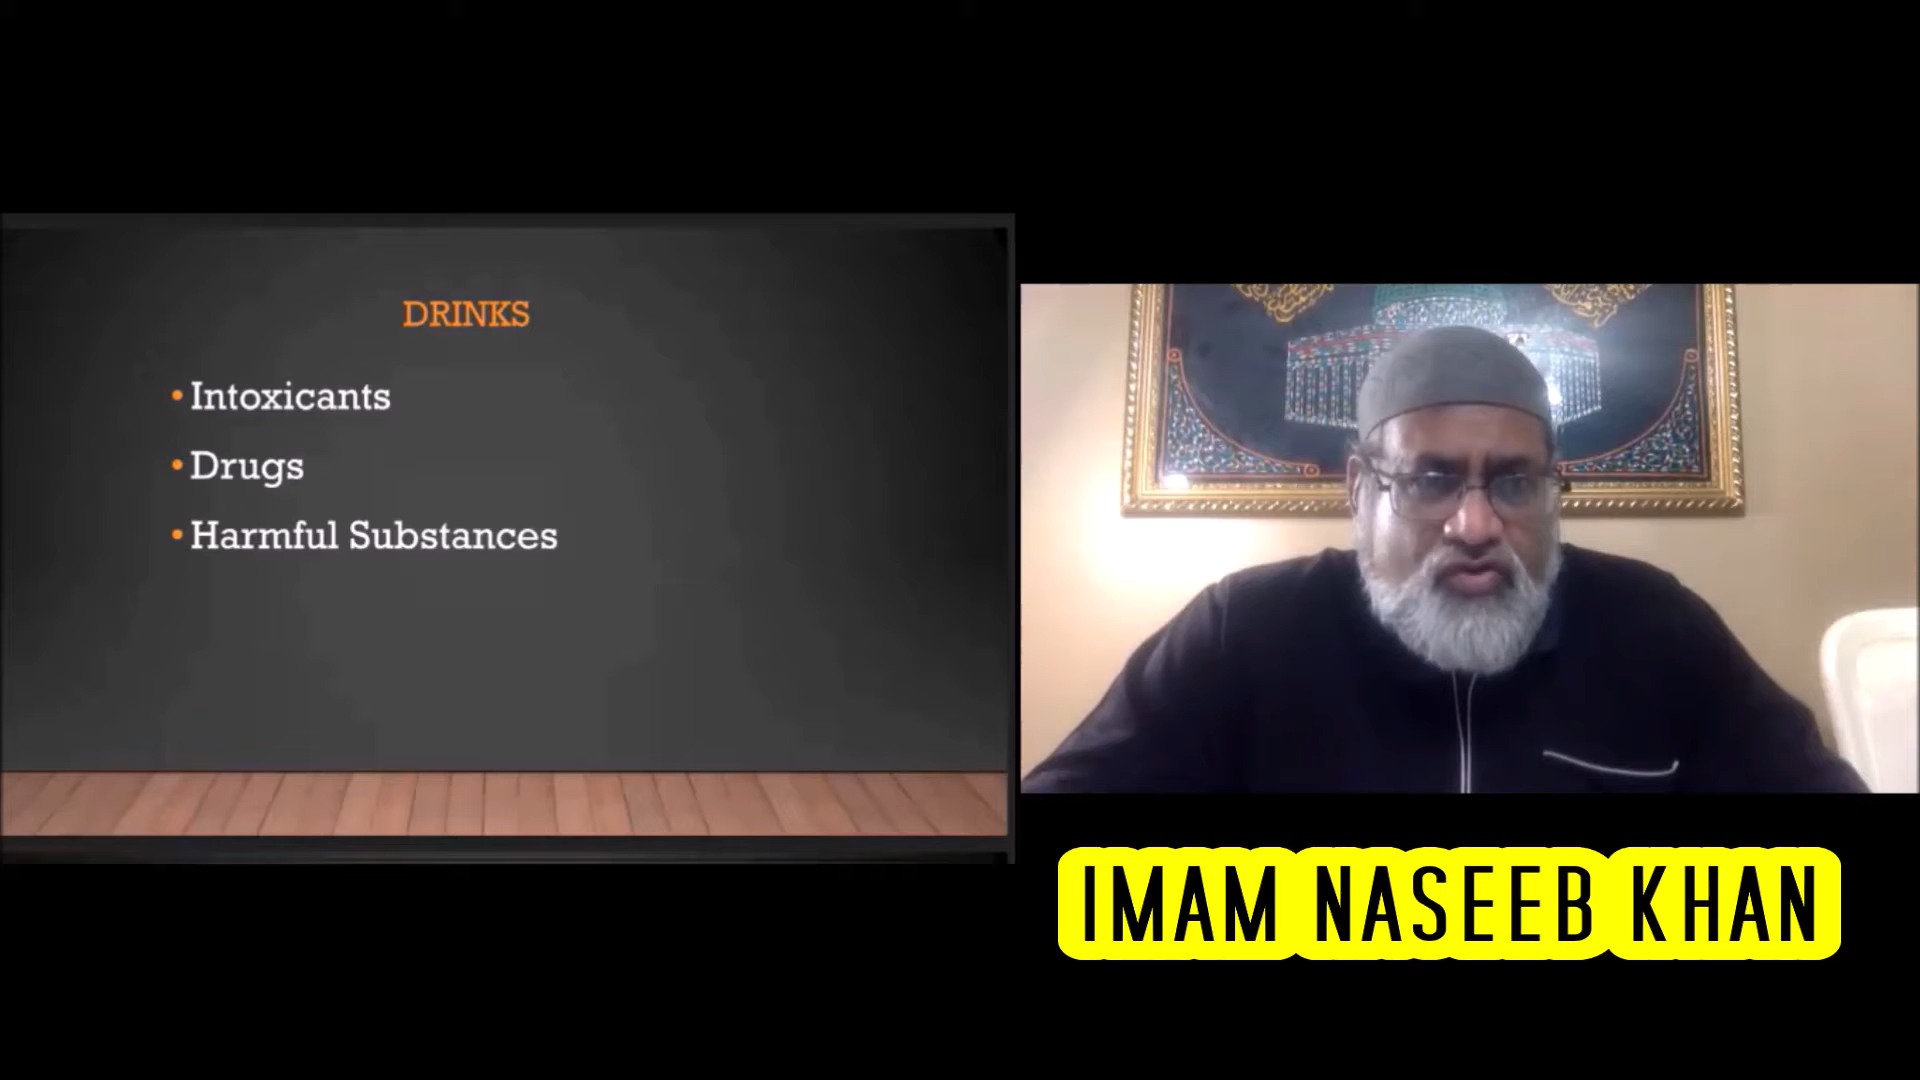 DRINKS
• Intoxicants
• Drugs
• Harmful Substances
IMAM NASEEB KHAN